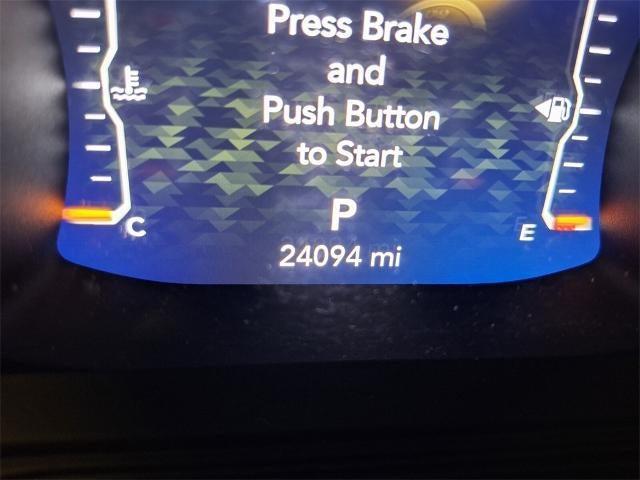 Press Brake
and
Push Button
to Start
P
C
E
24094 mi